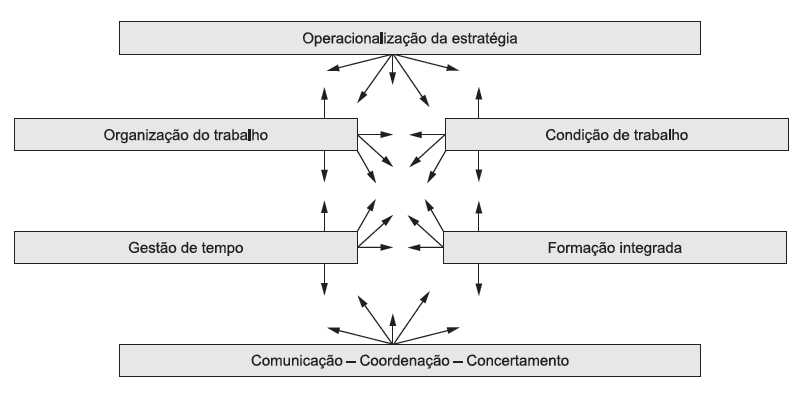 Operacionalização da estratégia
Organização do trabalho
Condição de trabalho
Gestão de tempo
Formação integrada
Comunicação – Coordenação – Concertamento